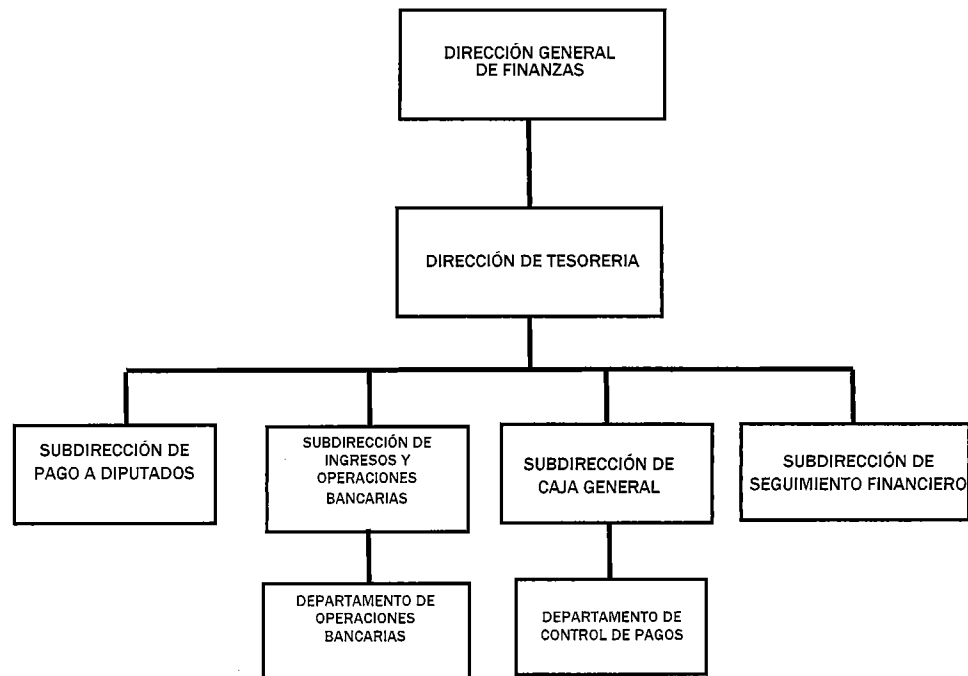 DIRECCIÓN GENERAL
DE FINANZAS
DIRECCIÓN DE TESORERIA
SUBDIRECCIÓN DE
PAGO A DIPUTADOS
SUBDIRECCIÓN DE
INGRESOS Y
OPERACIONES
BANCARIAS
SUBDIRECCIÓN DE
CAJA GENERAL
SUBDIRECCIÓN DE
SEGUIMIENTO FINANCIERO
DEPARTAMENTO DE
OPERACIONES
BANCARIAS
DEPARTAMENTO DE
CONTROL DE PAGOS